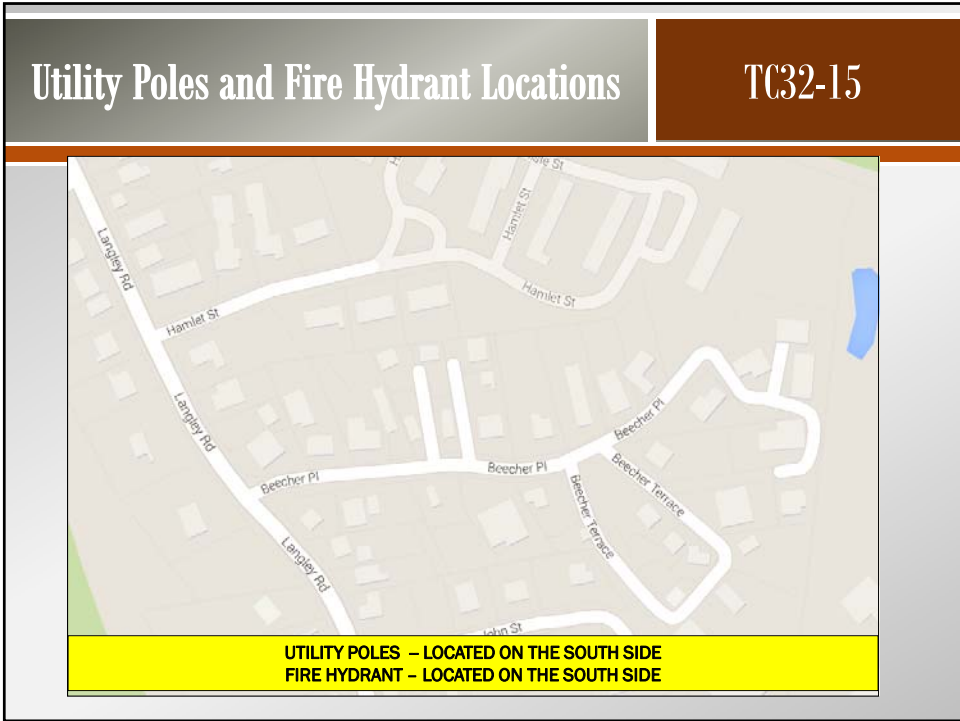 Utility Poles and Fire Hydrant Locations
TC32-15
Hamlet St
Langley Rd
Hamlet St
Hamlet St
Langley Rd
Beecher Pl
Beecher Pl
Beecher Pl
Beecher Terrace
Beecher Terrace
Langley Rd
John St
UTILITY POLES – LOCATED ON THE SOUTH SIDE
FIRE HYDRANT – LOCATED ON THE SOUTH SIDE